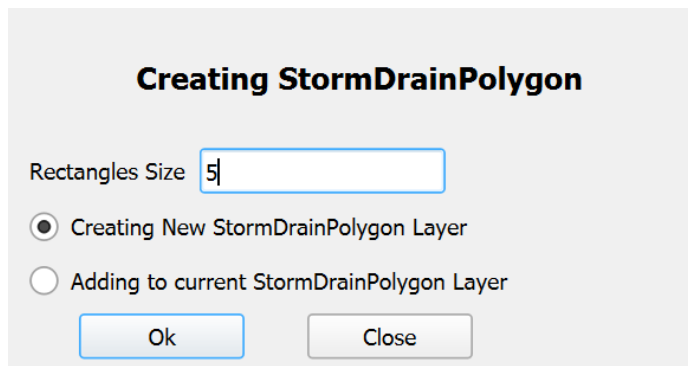 Creating StormDrainPolygon
Rectangles Size 5
Creating New StormDrainPolygon Layer
Adding to current StormDrainPolygon Layer
Ok Close